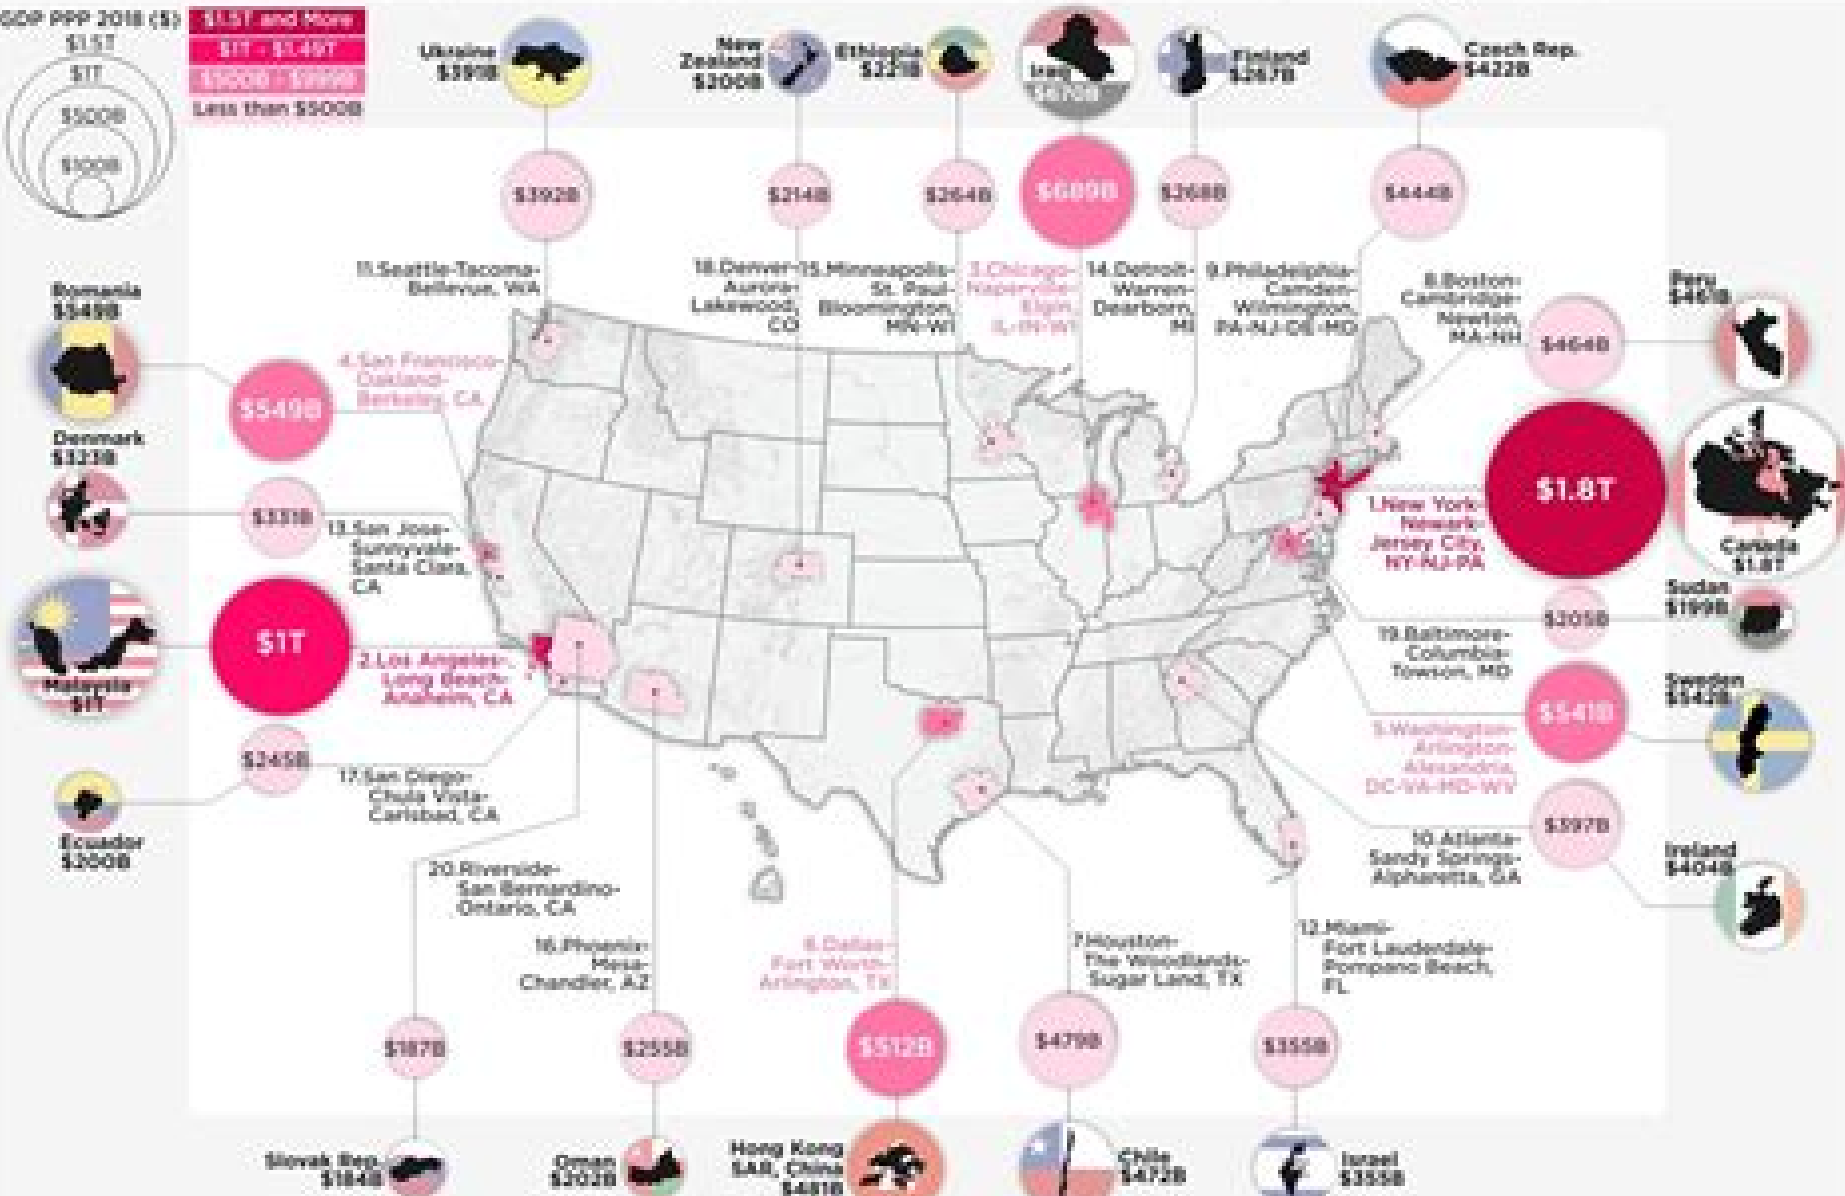 GDP PPP 2018 ($)
$1.5T
$1T
$500B
$100B
$1.5T and More
$1T - $1.49T
$500B - $999B
Less than $500B
Ukraine
$391B
New
Zealand
$200B
Ethiopia
$221B
Iraq
$670B
Finland
$267B
Czech Rep.
$422B
$392B
$214B
$264B
$689B
$268B
$444B
11.Seattle-Tacoma-
Bellevue, WA
18.Denver-
Aurora-
Lakewood,
CO
15.Minneapolis-
St. Paul-
Bloomington,
MN-WI
3.Chicago-
Naperville-
Elgin,
IL-IN-WI
14.Detroit-
Warren-
Dearborn,
MI
9.Philadelphia-
Camden-
Wilmington,
PA-NJ-DE-MD
8.Boston-
Cambridge-
Newton,
MA-NH
$464B
Peru
$461B
Romania
$549B
$549B
4.San Francisco-
Oakland-
Berkeley, CA
Denmark
$323B
$331B
13.San Jose-
Sunnyvale-
Santa Clara,
CA
Malaysia
$1T
$1T
2.Los Angeles-
Long Beach-
Anaheim, CA
$245B
17.San Diego-
Chula Vista-
Carlsbad, CA
Ecuador
$200B
1.New York-
Newark-
Jersey City,
NY-NJ-PA
$1.8T
Canada
$1.8T
19.Baltimore-
Columbia-
Towson, MD
$205B
Sudan
$199B
5.Washington-
Arlington-
Alexandria,
DC-VA-MD-WV
$541B
Sweden
$542B
10.Atlanta-
Sandy Springs-
Alpharetta, GA
$397B
Ireland
$404B
20.Riverside-
San Bernardino-
Ontario, CA
16.Phoenix-
Mesa-
Chandler, AZ
6.Dallas-
Fort Worth-
Arlington, TX
7.Houston-
The Woodlands-
Sugar Land, TX
12.Miami-
Fort Lauderdale-
Pompano Beach,
FL
$187B
$255B
$512B
$479B
$355B
Slovak Rep.
$184B
Oman
$202B
Hong Kong
SAR, China
$481B
Chile
$472B
Israel
$355B